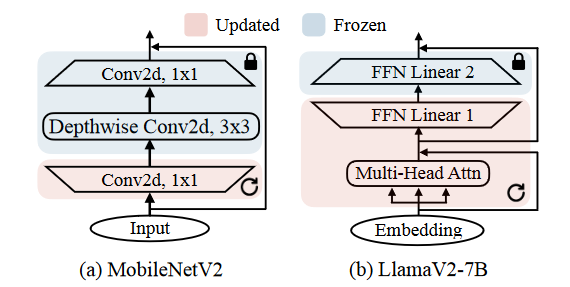 Updated
Frozen
Conv2d, 1x1
Depthwise Conv2d, 3x3
Conv2d, 1x1
Input
(a) MobileNetV2
FFN Linear 2
FFN Linear 1
Multi-Head Attn
Embedding
(b) LlamaV2-7B